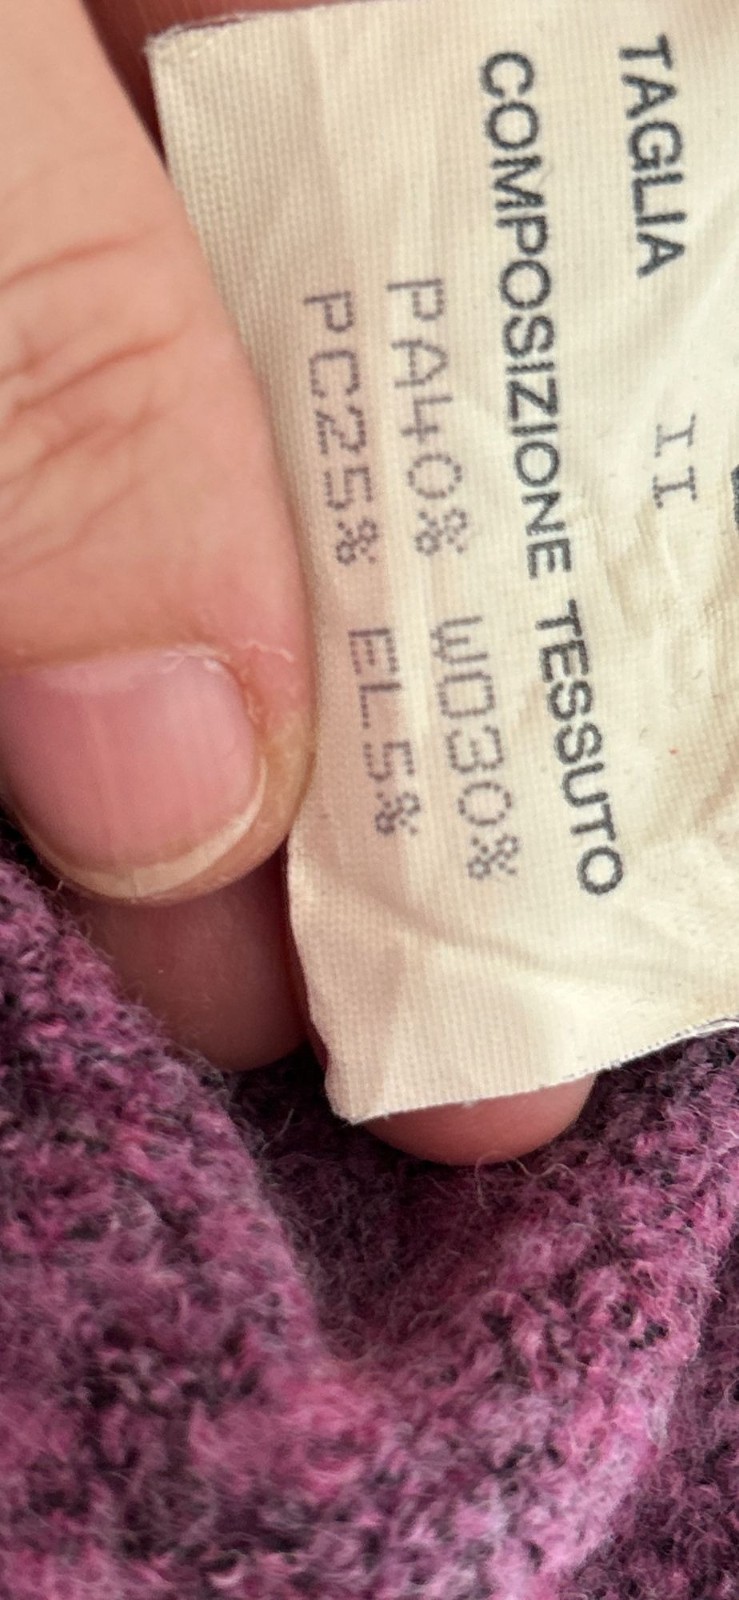 TAGLIA II
COMPOSIZIONE TESSUTO
PA40% WO30%
PC25% EL5%